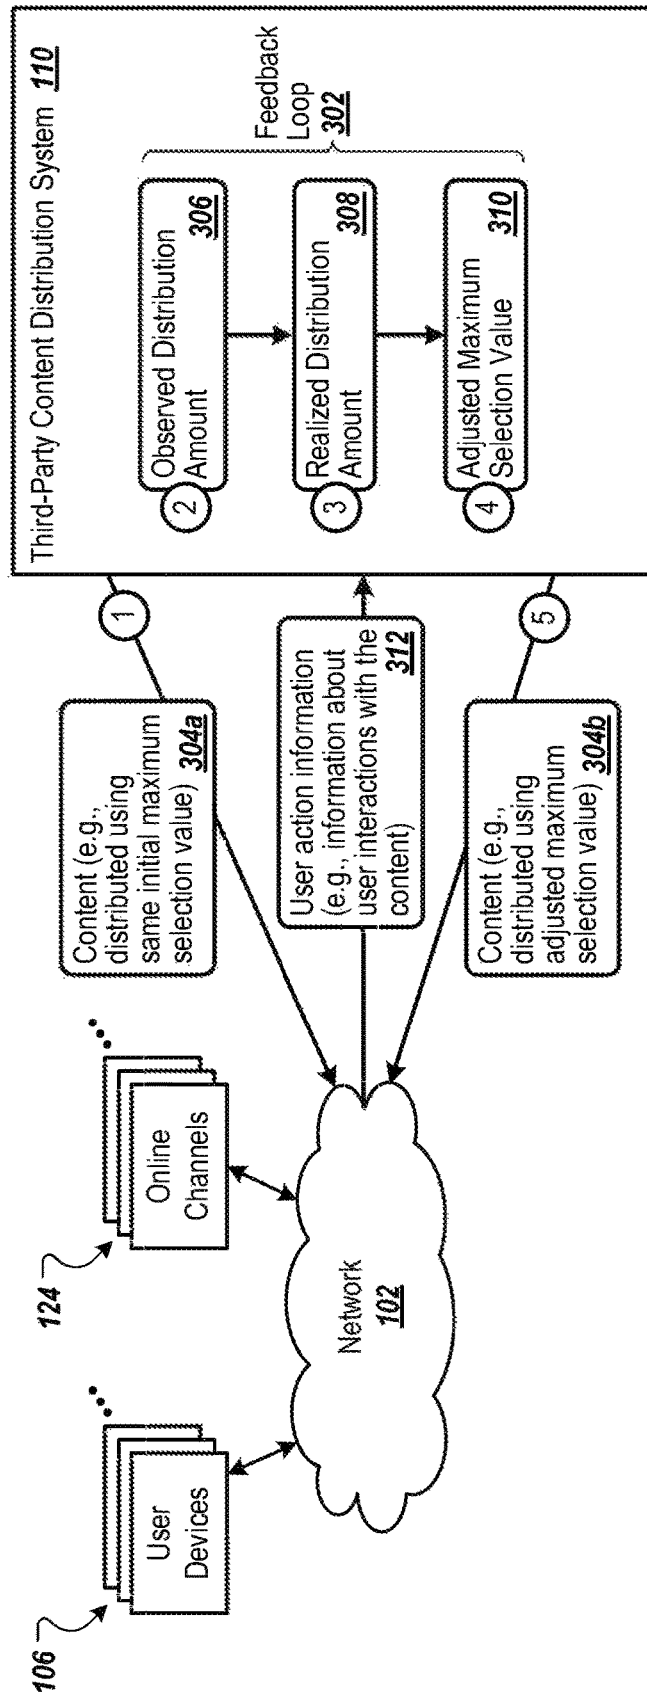 106
User
Devices
124
Online
Channels
Network
102
Content (e.g.,
distributed using
same initial maximum
selection value) 304a
1
User action information
(e.g., information about
user interactions with the
content)
312
Content (e.g.,
distributed using
adjusted maximum
selection value) 304b
5
Third-Party Content Distribution System 110
2
Observed Distribution
Amount
306
3
Realized Distribution
Amount
308
4
Adjusted Maximum
Selection Value
310
Feedback
Loop
302